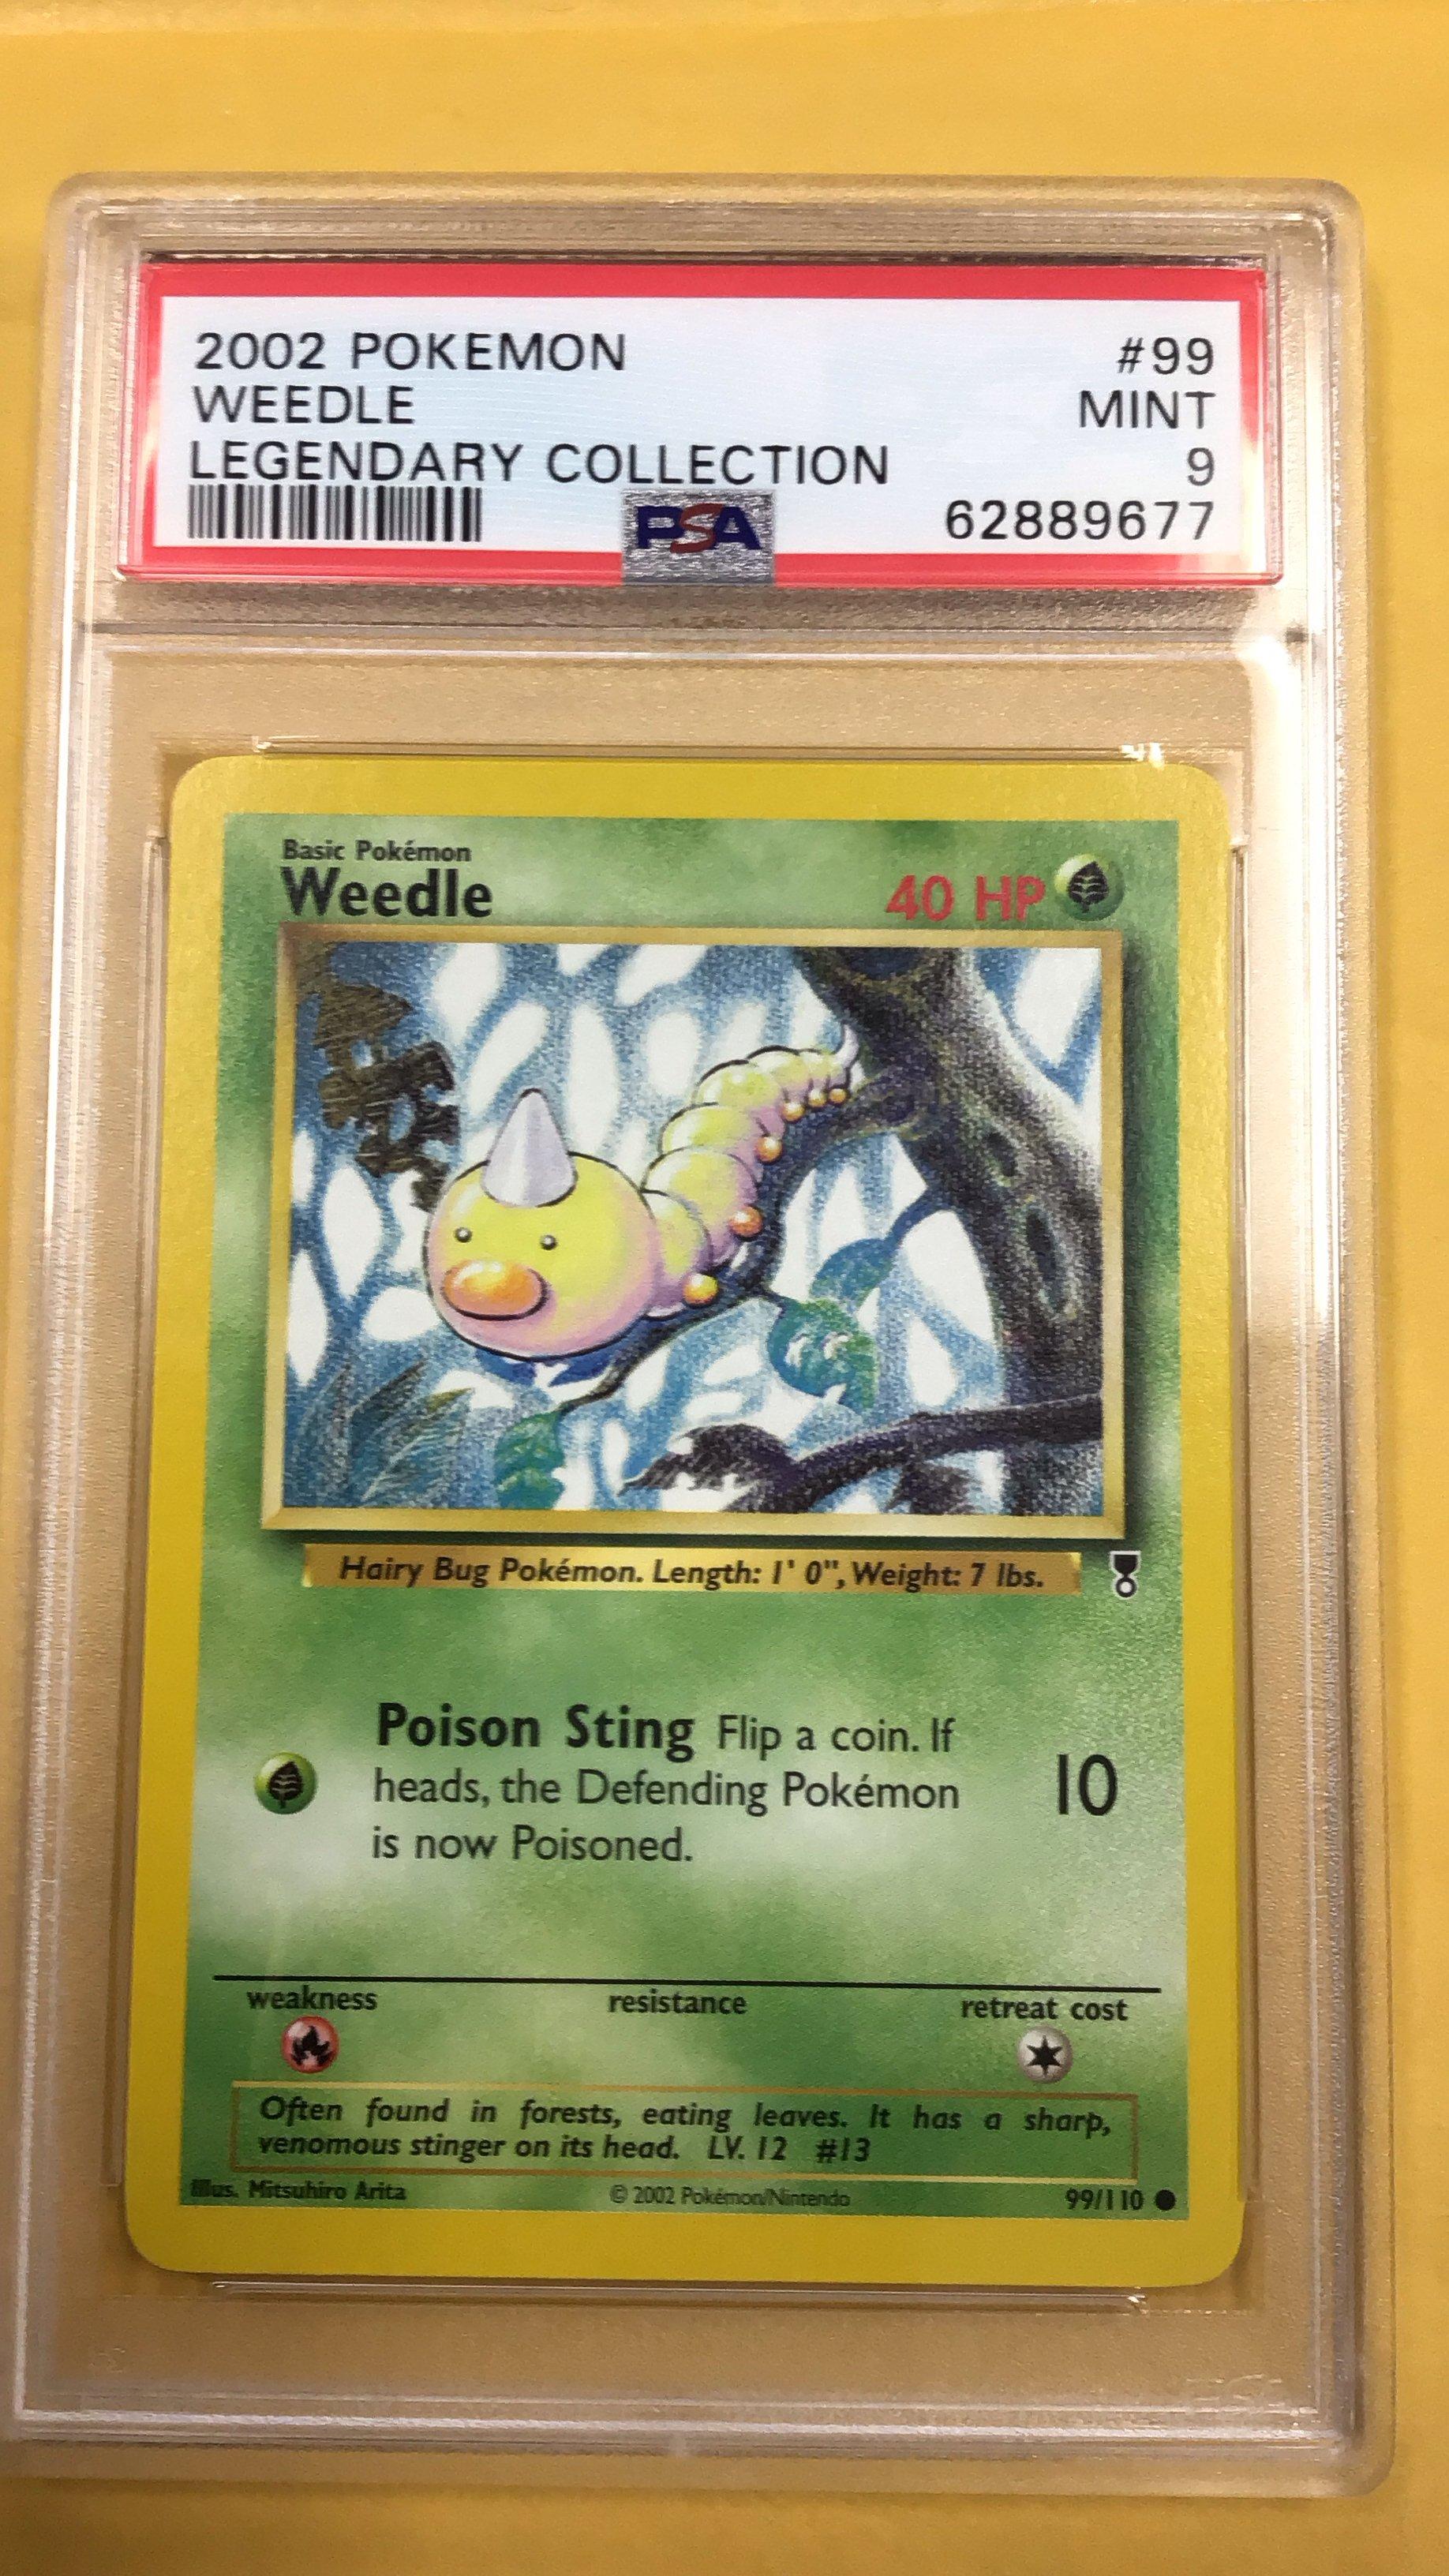 2002 POKEMON #99
WEEDLE MINT
LEGENDARY COLLECTION 9
PSA 62889677
Basic Pokémon
Weedle 40 HP
Hairy Bug Pokémon. Length: 1' 0", Weight: 7 lbs.
Poison Sting Flip a coin. If
heads, the Defending Pokémon 10
is now Poisoned.
weakness resistance retreat cost
Often found in forests, eating leaves. It has a sharp,
venomous stinger on its head. LV. 12 #13
Illus. Mitsuhiro Arita © 2002 Pokémon/Nintendo 99/110